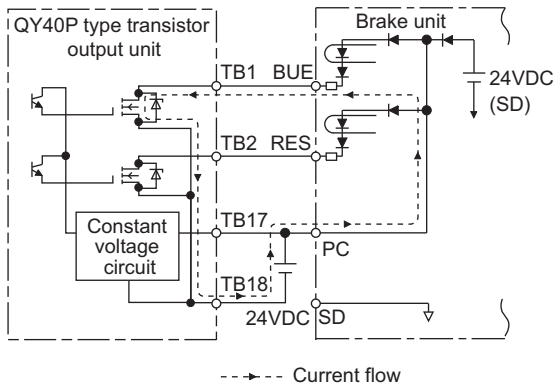 QY40P type transistor
output unit
Brake unit
TB1 BUE
24VDC
(SD)
TB2 RES
TB17
PC
Constant
voltage
circuit
TB18
24VDC SD
Current flow